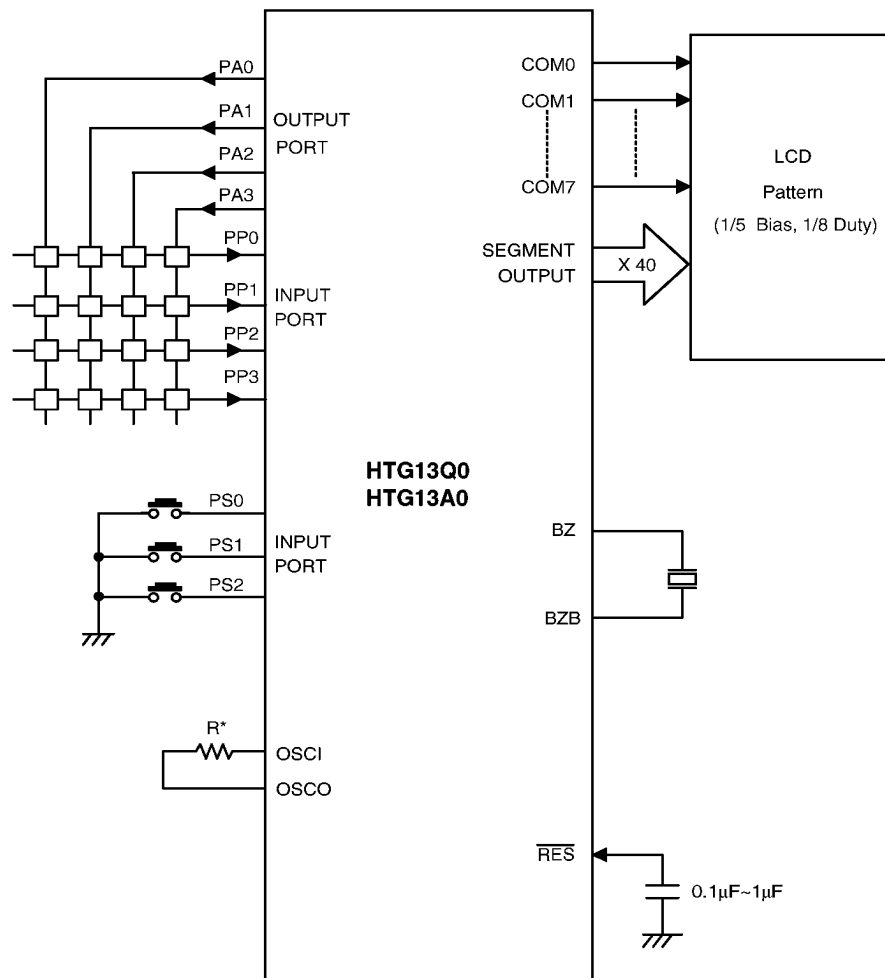 PA0
PA1
PA2
PA3
OUTPUT
PORT
PP0
PP1
PP2
PP3
INPUT
PORT
PS0
PS1
PS2
INPUT
PORT
R*
OSCI
OSCO
HTG13Q0
HTG13A0
COM0
COM1
COM7
SEGMENT
OUTPUT
X 40
LCD
Pattern
(1/5 Bias, 1/8 Duty)
BZ
BZB
R̅E̅S̅
0.1µF~1µF